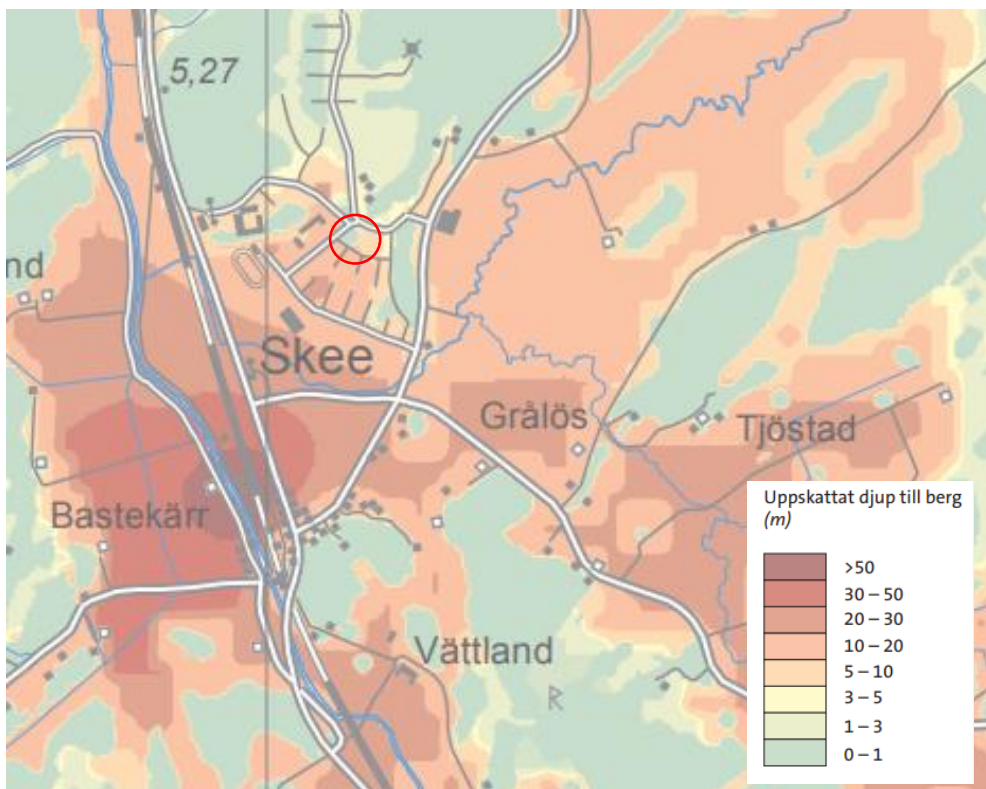 5,27
nd
Skee
Grålös
Tjöstad
Bastekärr
Vättland
R
Uppskattat djup till berg
(m)
>50
30 – 50
20 – 30
10 – 20
5 – 10
3 – 5
1 – 3
0 – 1